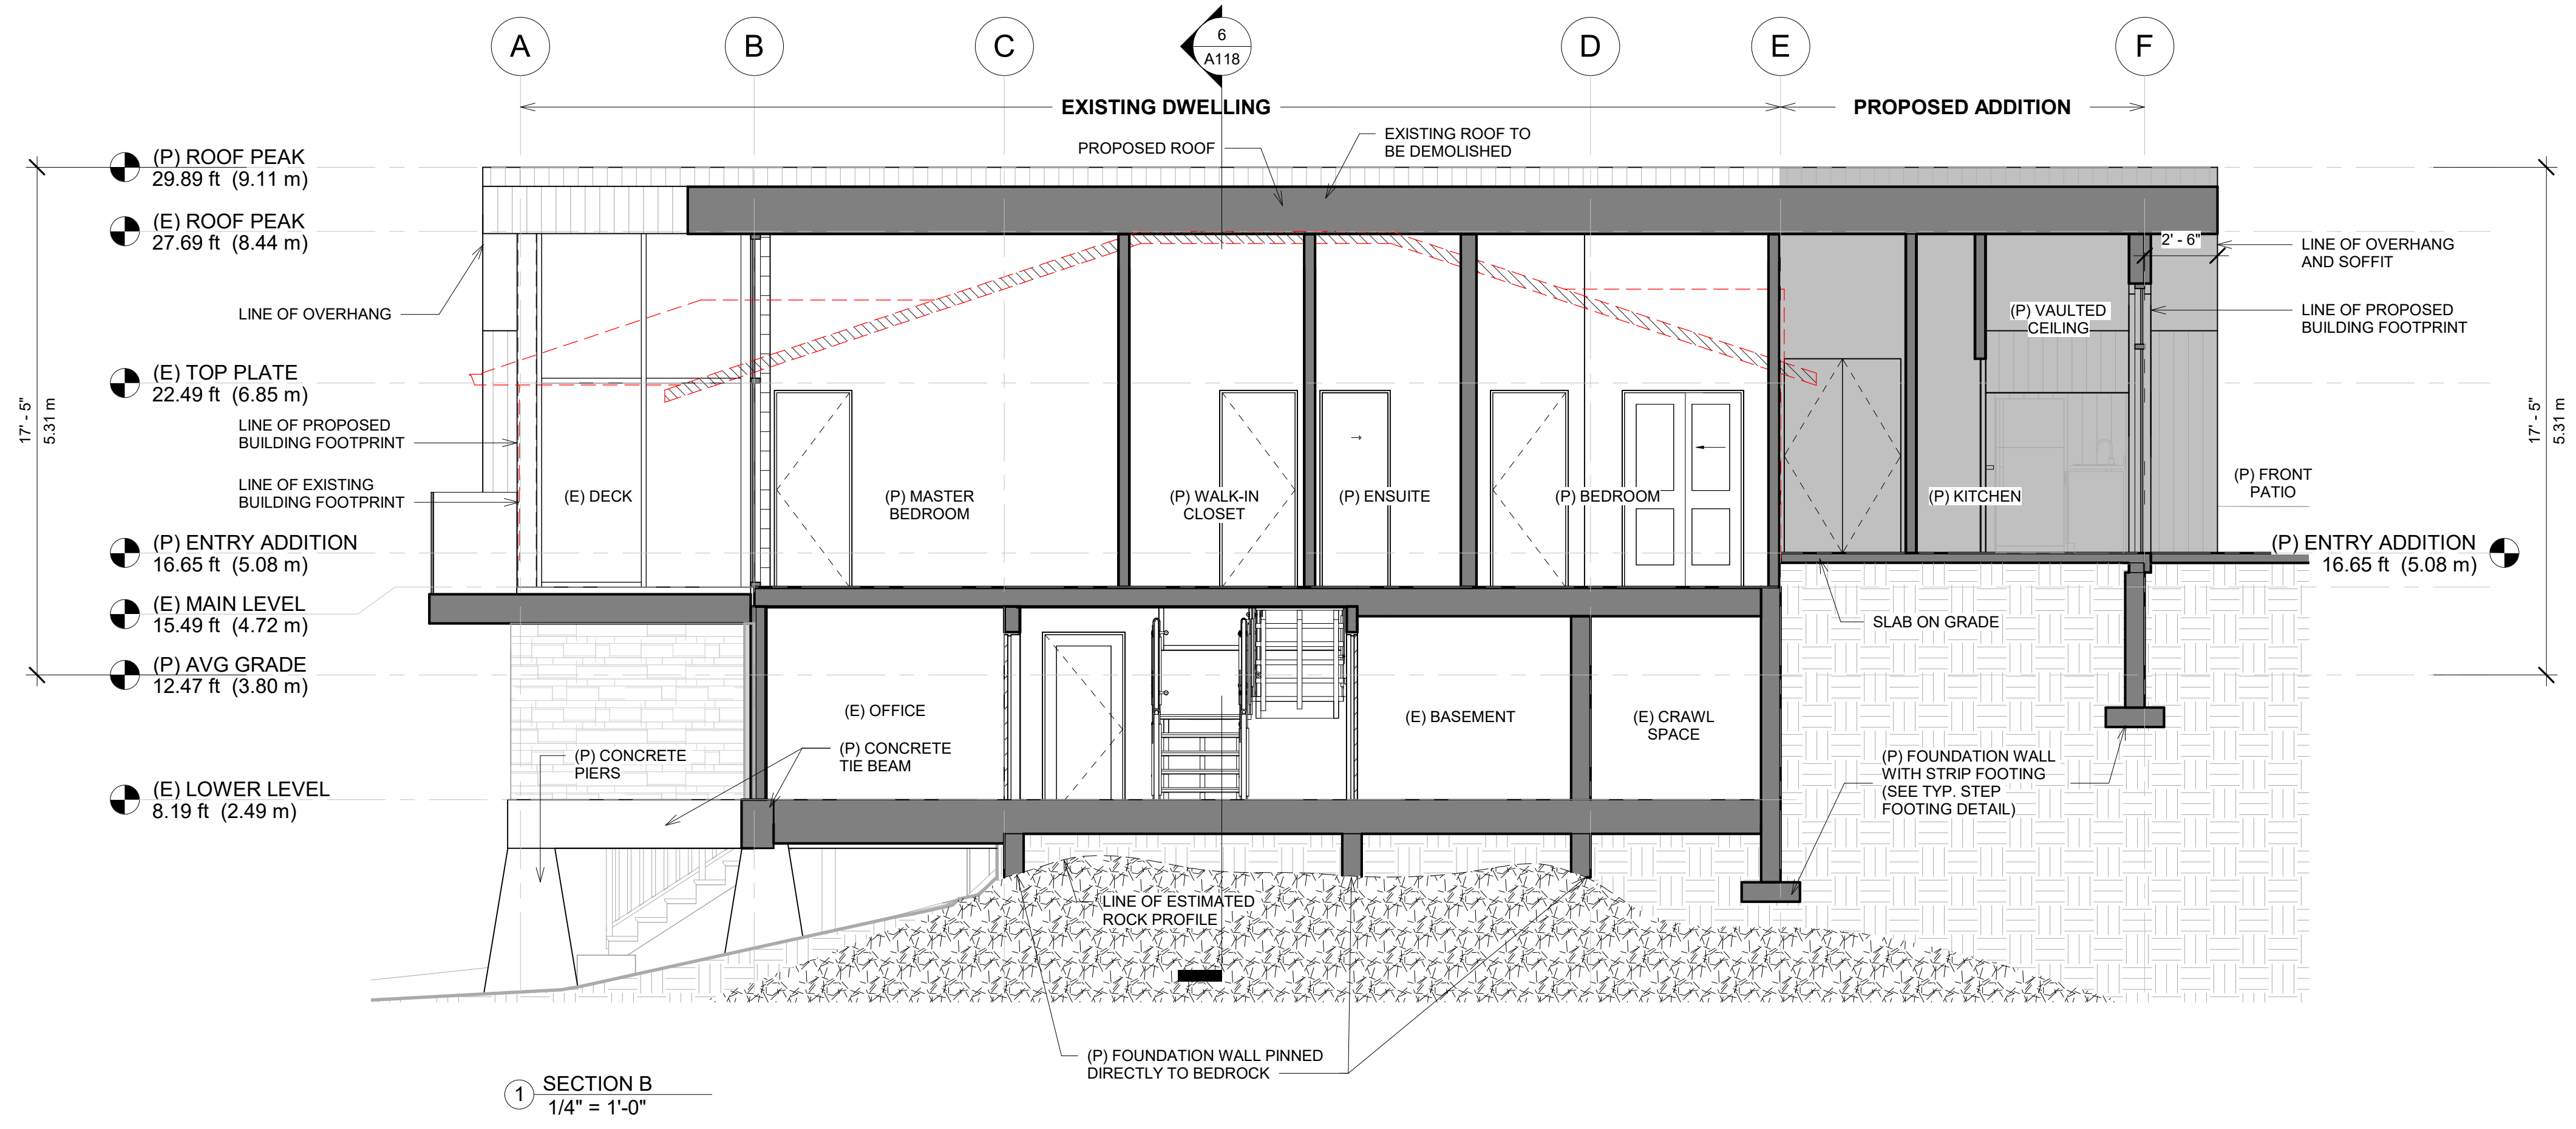 A B C 6 D E F
A118
EXISTING DWELLING PROPOSED ADDITION
PROPOSED ROOF
EXISTING ROOF TO
BE DEMOLISHED
(P) ROOF PEAK
29.89 ft (9.11 m)
(E) ROOF PEAK
27.69 ft (8.44 m)
LINE OF OVERHANG
(E) TOP PLATE
22.49 ft (6.85 m)
17' - 5"
5.31 m
LINE OF PROPOSED
BUILDING FOOTPRINT
LINE OF EXISTING
BUILDING FOOTPRINT
(P) ENTRY ADDITION
16.65 ft (5.08 m)
(E) MAIN LEVEL
15.49 ft (4.72 m)
(P) AVG GRADE
12.47 ft (3.80 m)
(E) LOWER LEVEL
8.19 ft (2.49 m)
(E) DECK
(P) MASTER
BEDROOM
(P) WALK-IN
CLOSET
(P) ENSUITE
(P) BEDROOM
(P) KITCHEN
(P) VAULTED
CEILING
2' - 6"
LINE OF OVERHANG
AND SOFFIT
LINE OF PROPOSED
BUILDING FOOTPRINT
17' - 5"
5.31 m
(P) FRONT
PATIO
(P) ENTRY ADDITION
16.65 ft (5.08 m)
SLAB ON GRADE
(E) OFFICE
(E) BASEMENT
(E) CRAWL
SPACE
(P) CONCRETE
PIERS
(P) CONCRETE
TIE BEAM
(P) FOUNDATION WALL
WITH STRIP FOOTING
(SEE TYP. STEP
FOOTING DETAIL)
LINE OF ESTIMATED
ROCK PROFILE
(P) FOUNDATION WALL PINNED
DIRECTLY TO BEDROCK
1 SECTION B
1/4" = 1'-0"